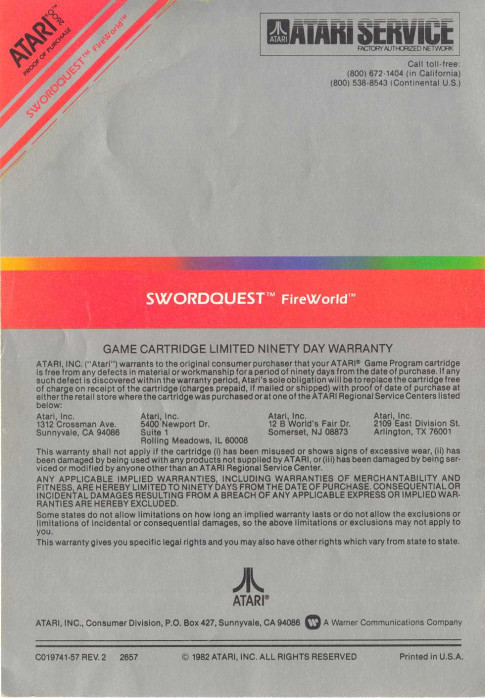 ATARI 2600™
PROOF OF PURCHASE
SWORDQUEST™ FireWorld™
ATARI
ATARI SERVICE
FACTORY AUTHORIZED NETWORK
Call toll-free:
(800) 672-1404 (in California)
(800) 538-8543 (Continental U.S.)
SWORDQUEST™ FireWorld™
GAME CARTRIDGE LIMITED NINETY DAY WARRANTY
ATARI, INC. ("Atari") warrants to the original consumer purchaser that your ATARI® Game Program cartridge
is free from any defects in material or workmanship for a period of ninety days from the date of purchase. If any
such defect is discovered within the warranty period, Atari's sole obligation will be to replace the cartridge free
of charge on receipt of the cartridge (charges prepaid, if mailed or shipped) with proof of date of purchase at
either the retail store where the cartridge was purchased or at one of the ATARI Regional Service Centers listed
below:
Atari, Inc.
1312 Crossman Ave.
Sunnyvale, CA 94086
Atari, Inc.
5400 Newport Dr.
Suite 1
Rolling Meadows, IL 60008
Atari, Inc.
12 B World's Fair Dr.
Somerset, NJ 08873
Atari, Inc.
2109 East Division St.
Arlington, TX 76001
This warranty shall not apply if the cartridge (i) has been misused or shows signs of excessive wear, (ii) has
been damaged by being used with any products not supplied by ATARI, or (iii) has been damaged by being ser-
viced or modified by anyone other than an ATARI Regional Service Center.
ANY APPLICABLE IMPLIED WARRANTIES, INCLUDING WARRANTIES OF MERCHANTABILITY AND
FITNESS, ARE HEREBY LIMITED TO NINETY DAYS FROM THE DATE OF PURCHASE. CONSEQUENTIAL OR
INCIDENTAL DAMAGES RESULTING FROM A BREACH OF ANY APPLICABLE EXPRESS OR IMPLIED WAR-
RANTIES ARE HEREBY EXCLUDED.
Some states do not allow limitations on how long an implied warranty lasts or do not allow the exclusions or
limitations of incidental or consequential damages, so the above limitations or exclusions may not apply to
you.
This warranty gives you specific legal rights and you may also have other rights which vary from state to state.
ATARI®
ATARI, INC., Consumer Division, P.O. Box 427, Sunnyvale, CA 94086 W A Warner Communications Company
C019741-57 REV. 2 2657 © 1982 ATARI, INC. ALL RIGHTS RESERVED Printed in U.S.A.